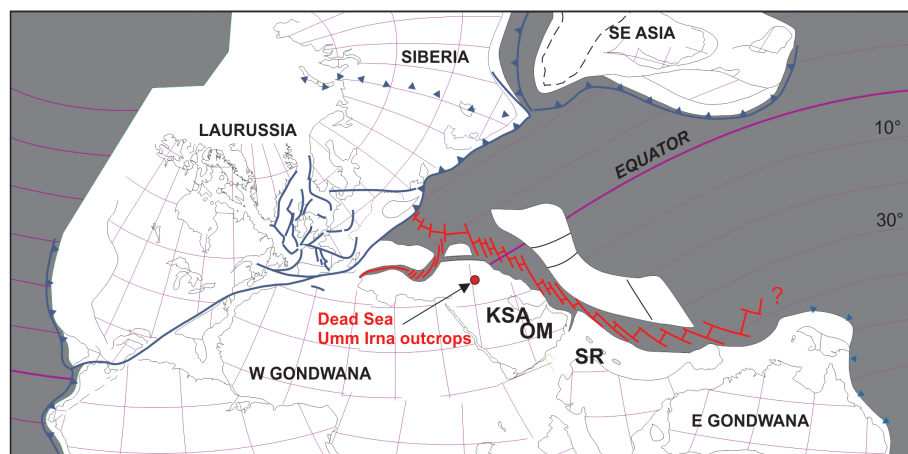 SE ASIA
SIBERIA
LAURUSSIA
10°
EQUATOR
30°
?
Dead Sea
Umm Irna outcrops
KSA
OM
SR
W GONDWANA
E GONDWANA